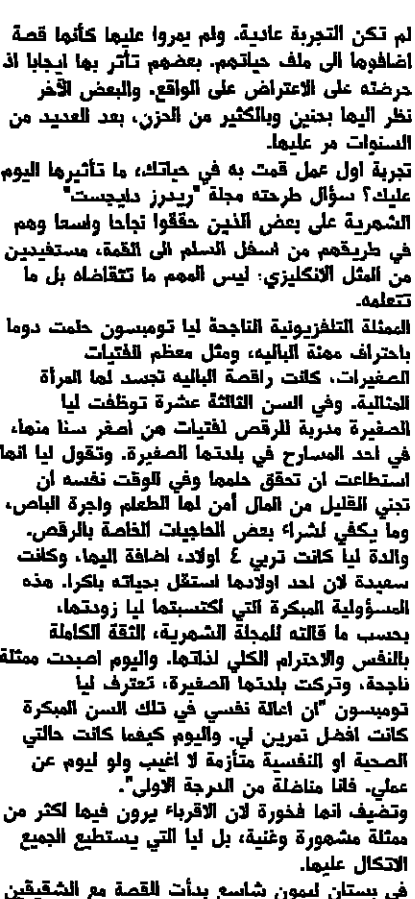 لم تكن التجربة عادية. ولم يمروا عليها كأنها قصة
اضافوها الى ملف حياتهم. بعضهم تأثر بها ايجابا اذ
حرضته على الاعتراض على الواقع. والبعض الآخر
نظر اليها بحنين وبالكثير من الحزن، بعد العديد من
السنوات مر عليها.
تجربة اول عمل قمت به في حياتك، ما تأثيرها اليوم
عليك؟ سؤال طرحته مجلة "ريدرز دايجست"
الشهرية على بعض الذين حققوا نجاحا واسعا وهم
في طريقهم من اسفل السلم الى القمة، مستفيدين
من المثل الانكليزي: ليس المهم ما تتقاضاه بل ما
تتعلمه.
الممثلة التلفزيونية الناجحة ليا تومبسون حلمت دوما
باحتراف مهنة الباليه، ومثل معظم الفتيات
الصغيرات، كانت راقصة الباليه تجسد لها المرأة
المثالية. وفي السن الثالثة عشرة توظفت ليا
الصغيرة مدربة للرقص لفتيات هن اصغر سنا منها،
في احد المسارح في بلدتها الصغيرة. وتقول ليا انها
استطاعت ان تحقق حلمها وفي الوقت نفسه ان
تجني القليل من المال أمن لها الطعام واجرة الباص،
وما يكفي لشراء بعض الحاجيات الخاصة بالرقص.
والدة ليا كانت تربي ٤ اولاد، اضافة اليها، وكانت
سعيدة لان احد اولادها استقل بحياته باكرا. هذه
المسؤولية المبكرة التي اكتسبتها ليا زودتها،
بحسب ما قالته للمجلة الشهرية، الثقة الكاملة
بالنفس والاحترام الكلي لذاتها. واليوم اصبحت ممثلة
ناجحة، وتركت بلدتها الصغيرة، تعترف ليا
تومبسون "ان اعالة نفسي في تلك السن المبكرة
كانت افضل تمرين لي. واليوم كيفما كانت حالتي
الصحية او النفسية متأزمة لا اغيب ولو ليوم عن
عملي. فانا مناضلة من الدرجة الاولى".
وتضيف انها فخورة لان الاقرباء يرون فيها اكثر من
ممثلة مشهورة وغنية، بل ليا التي يستطيع الجميع
الاتكال عليها.
في بستان ليمون شاسع بدأت القصة مع الشقيقين